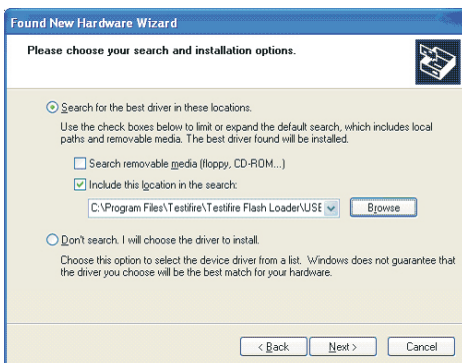 Found New Hardware Wizard
Please choose your search and installation options.
Search for the best driver in these locations.
Use the check boxes below to limit or expand the default search, which includes local
paths and removable media. The best driver found will be installed.
Search removable media (floppy, CD-ROM...)
Include this location in the search:
C:\Program Files\Testifire\Testifire Flash Loader\USE
Browse
Don't search. I will choose the driver to install.
Choose this option to select the device driver from a list. Windows does not guarantee that
the driver you choose will be the best match for your hardware.
< Back Next > Cancel